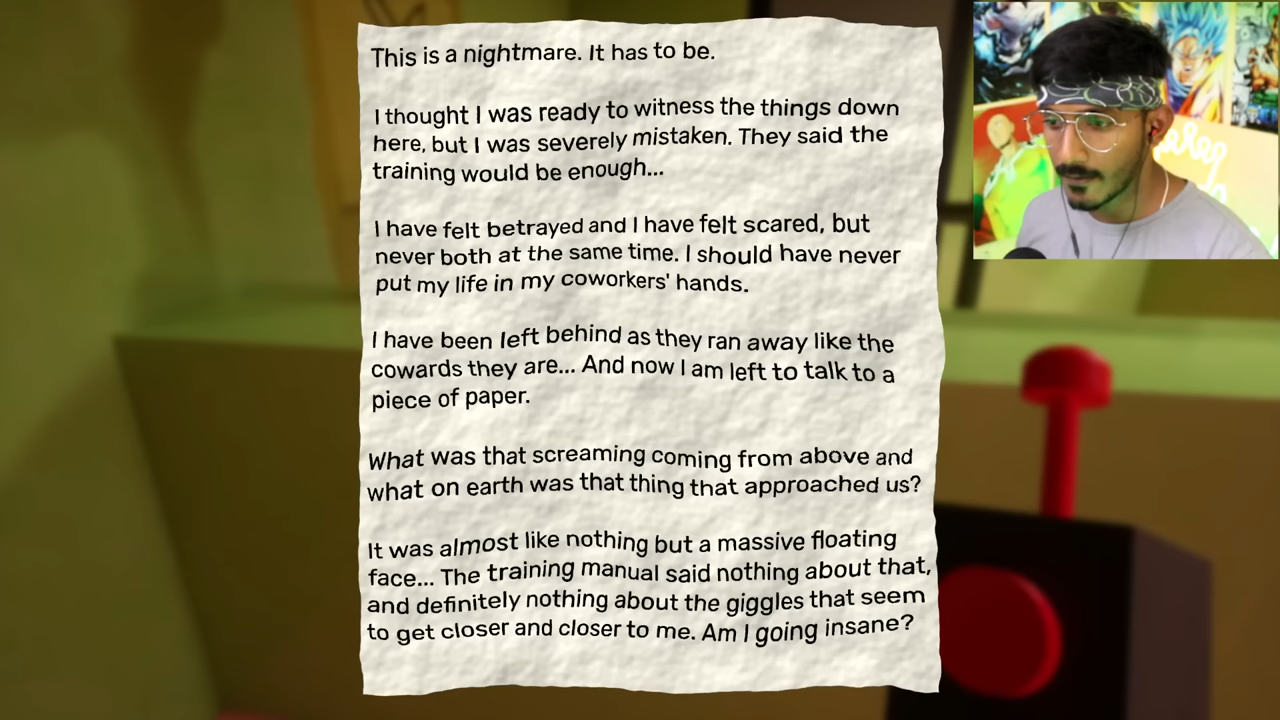 This is a nightmare. It has to be.
I thought I was ready to witness the things down
here, but I was severely mistaken. They said the
training would be enough...
I have felt betrayed and I have felt scared, but
never both at the same time. I should have never
put my life in my coworkers' hands.
I have been left behind as they ran away like the
cowards they are... And now I am left to talk to a
piece of paper.
What was that screaming coming from above and
what on earth was that thing that approached us?
It was almost like nothing but a massive floating
face... The training manual said nothing about that,
and definitely nothing about the giggles that seem
to get closer and closer to me. Am I going insane?